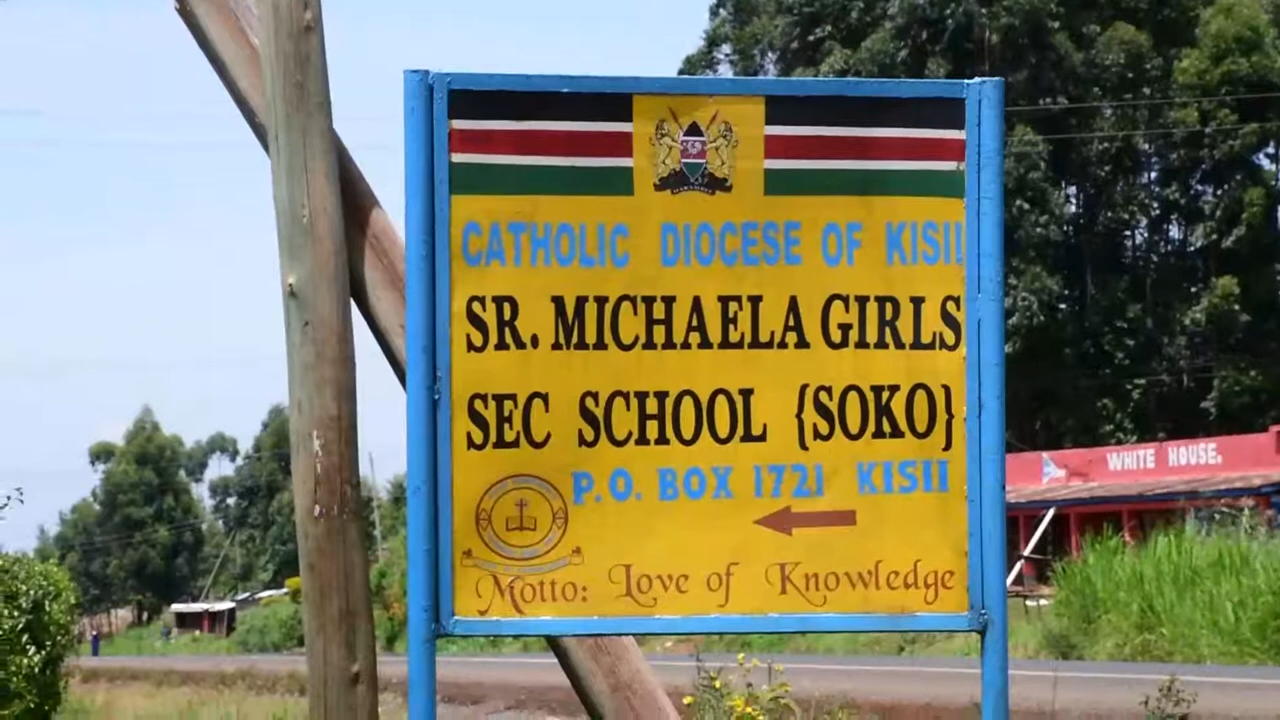 CATHOLIC DIOCESE OF KISII
SR. MICHAELA GIRLS
SEC SCHOOL {SOKO}
P.O. BOX 1721 KISII
Motto: Love of Knowledge
WHITE HOUSE.